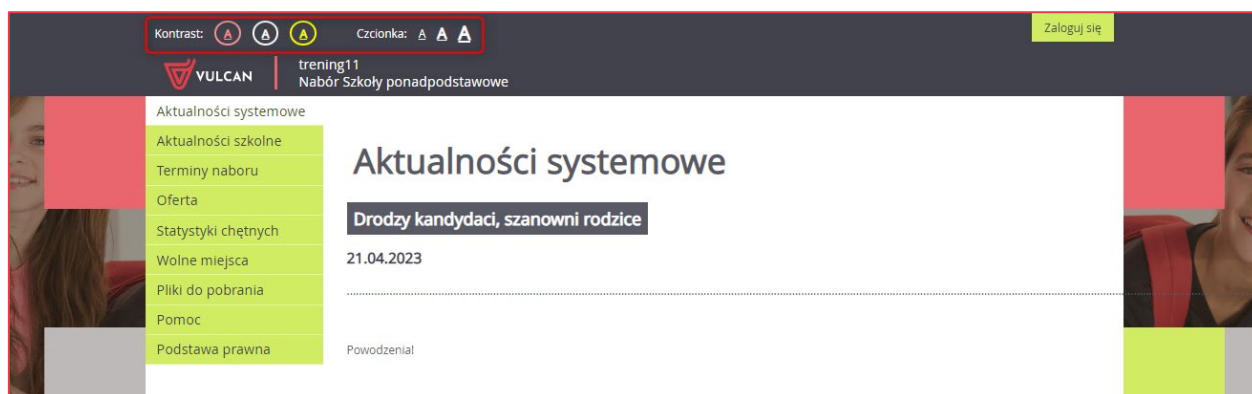 Kontrast: A A A Czcionka: A A A
Zaloguj się
VULCAN
trening11
Nabór Szkoły ponadpodstawowe
Aktualności systemowe
Aktualności szkolne
Terminy naboru
Oferta
Statystyki chętnych
Wolne miejsca
Pliki do pobrania
Pomoc
Podstawa prawna
Aktualności systemowe
Drodzy kandydaci, szanowni rodzice
21.04.2023
Powodzenia!